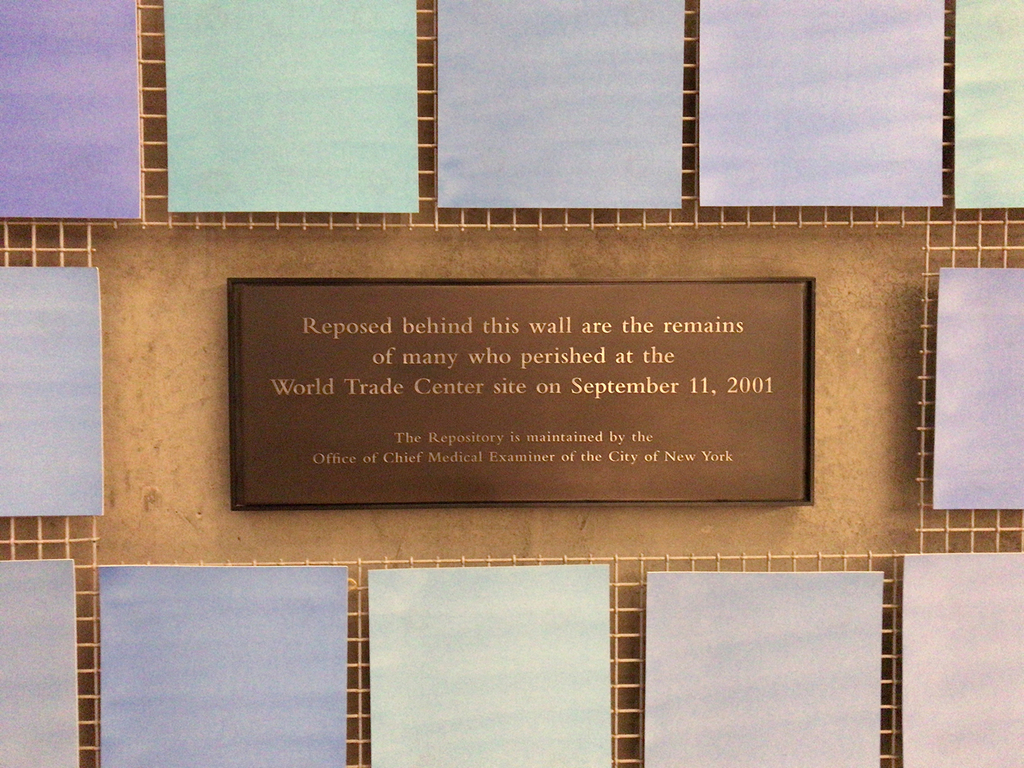 Reposed behind this wall are the remains
of many who perished at the
World Trade Center site on September 11, 2001
The Repository is maintained by the
Office of Chief Medical Examiner of the City of New York